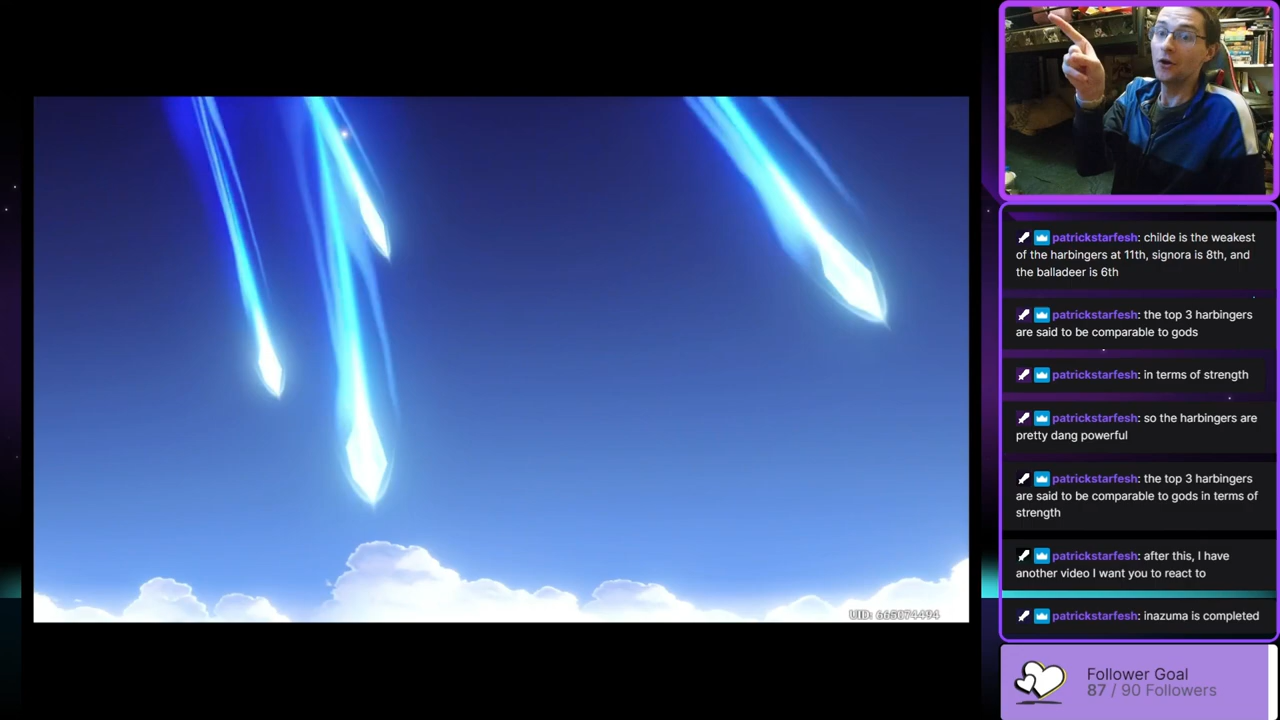 patrickstarfesh: childe is the weakest
of the harbingers at 11th, signora is 8th, and
the balladeer is 6th
patrickstarfesh: the top 3 harbingers
are said to be comparable to gods
patrickstarfesh: in terms of strength
patrickstarfesh: so the harbingers are
pretty dang powerful
patrickstarfesh: the top 3 harbingers
are said to be comparable to gods in terms of
strength
patrickstarfesh: after this, I have
another video I want you to react to
patrickstarfesh: inazuma is completed
UID: 665074494
Follower Goal
87 / 90 Followers